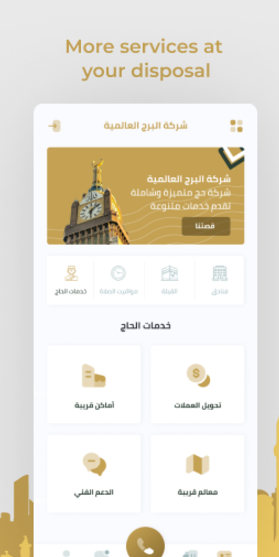 More services at
your disposal
شركة البرج العالمية
شركة البرج العالمية
شركة حج متميزة وشاملة
تقدم خدمات متنوعة
قصتنا
فنادق
القبلة
مواقيت الصلاة
خدمات الحاج
خدمات الحاج
تحويل العملات
أماكن قريبة
معالم قريبة
الدعم الفني